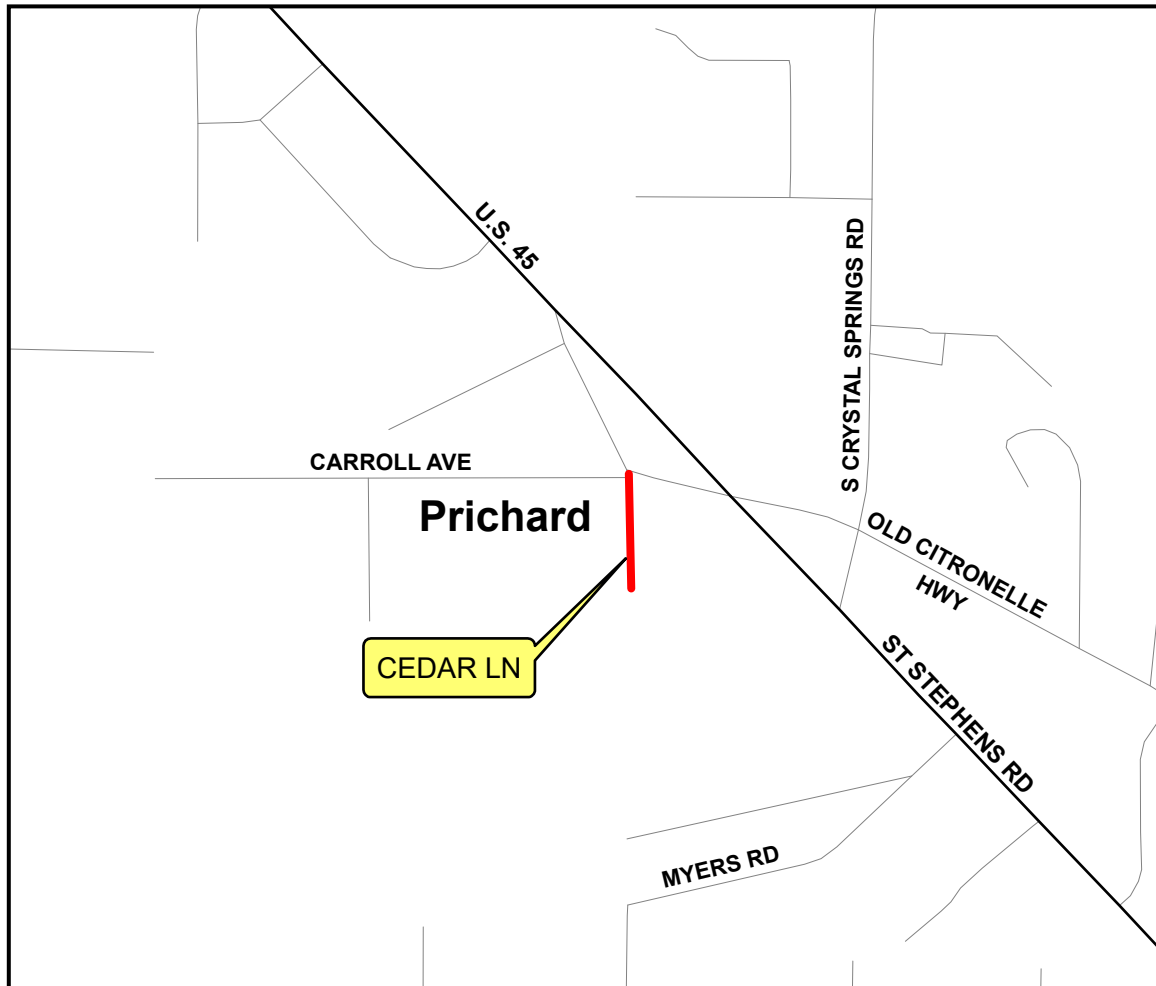 U.S. 45
S CRYSTAL SPRINGS RD
CARROLL AVE
Prichard
OLD CITRONELLE
HWY
CEDAR LN
ST STEPHENS RD
MYERS RD